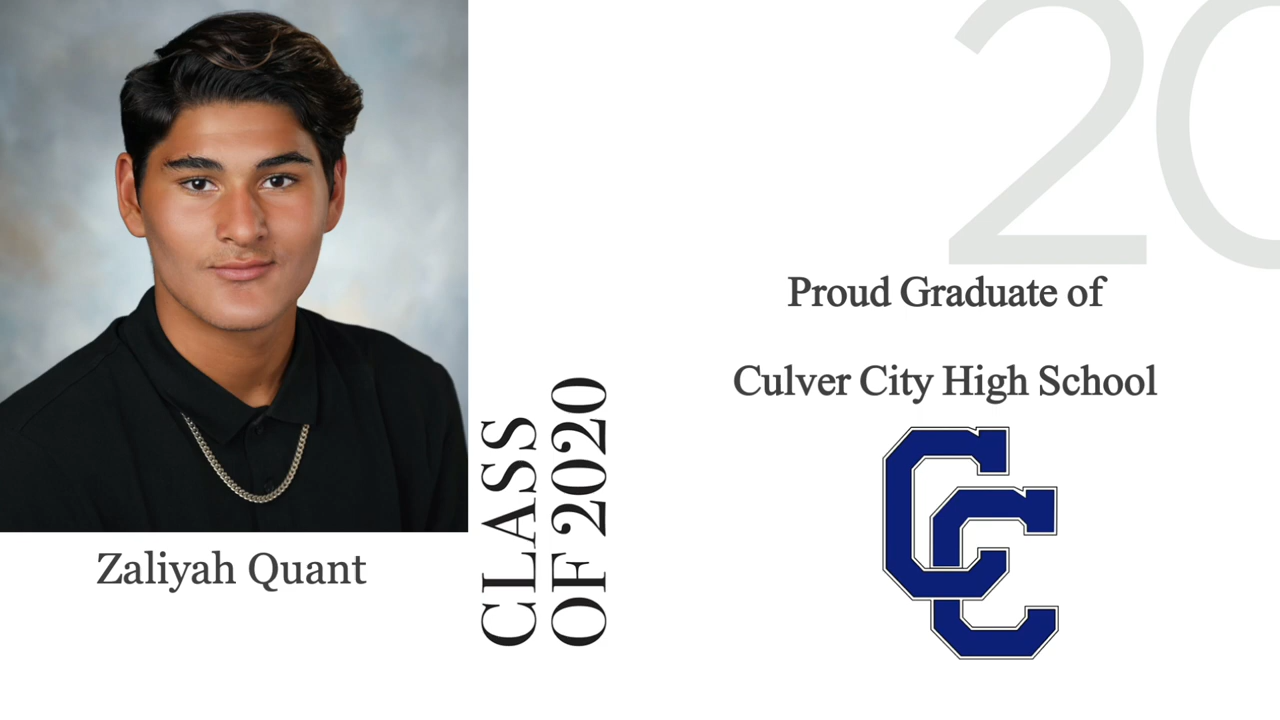 20
Proud Graduate of
Culver City High School
CC
Zaliyah Quant
CLASS
OF 2020